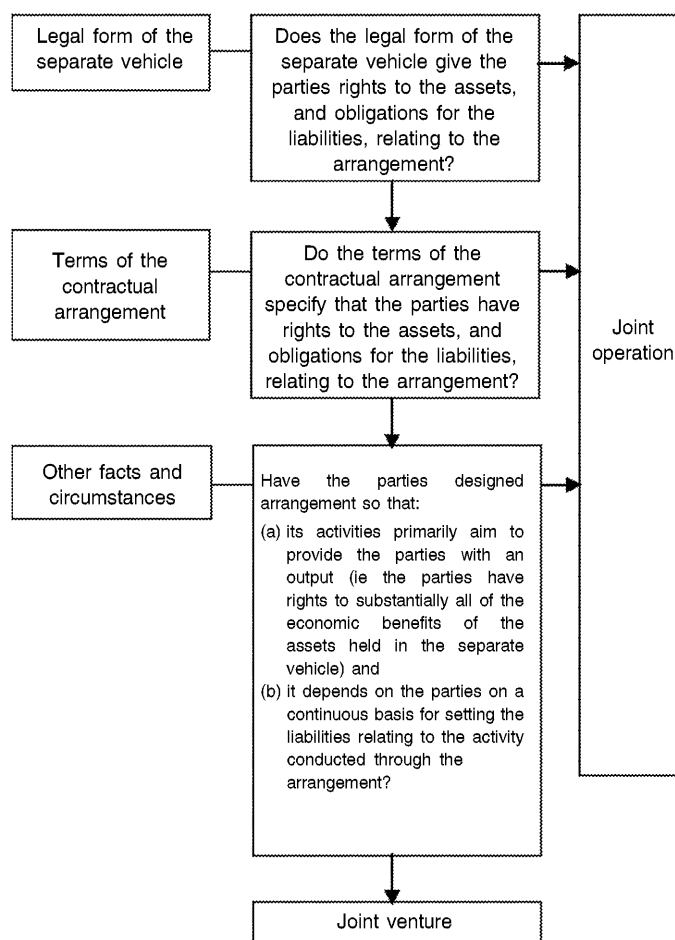 Legal form of the
separate vehicle
Does the legal form of the
separate vehicle give the
parties rights to the assets,
and obligations for the
liabilities, relating to the
arrangement?
Terms of the
contractual
arrangement
Do the terms of the
contractual arrangement
specify that the parties have
rights to the assets, and
obligations for the liabilities,
relating to the arrangement?
Joint
operation
Other facts and
circumstances
Have the parties designed
arrangement so that:
(a) its activities primarily aim to
provide the parties with an
output (ie the parties have
rights to substantially all of the
economic benefits of the
assets held in the separate
vehicle) and
(b) it depends on the parties on a
continuous basis for setting the
liabilities relating to the activity
conducted through the
arrangement?
Joint venture